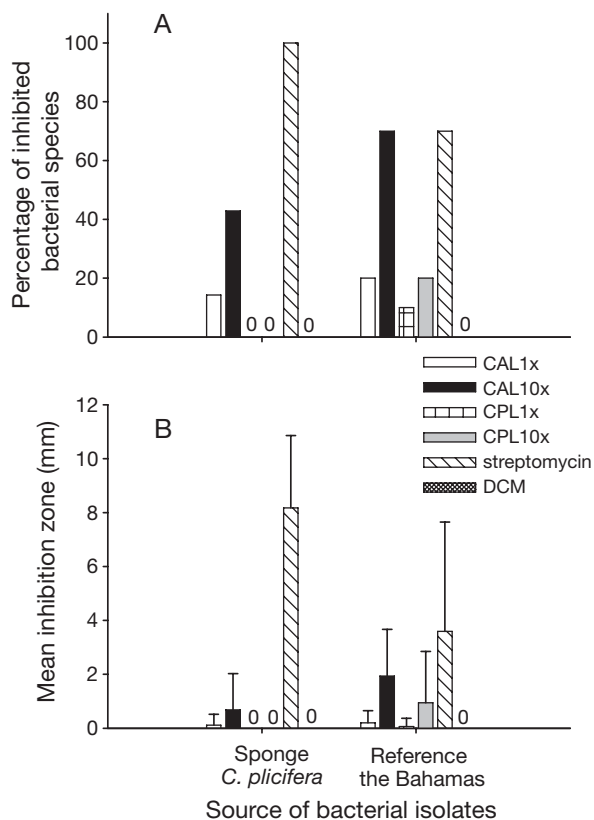 A
Percentage of inhibited
bacterial species
100
80
60
40
20
0
0 0
0
0
CAL1x
CAL10x
CPL1x
CPL10x
streptomycin
DCM
B
Mean inhibition zone (mm)
12
10
8
6
4
2
0
0 0
0
0
Sponge
C. plicifera
Reference
the Bahamas
Source of bacterial isolates